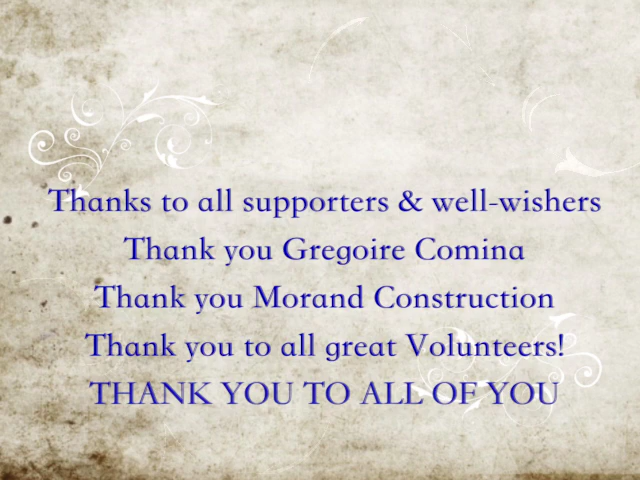 Thanks to all supporters & well-wishers
Thank you Gregoire Comina
Thank you Morand Construction
Thank you to all great Volunteers!
THANK YOU TO ALL OF YOU